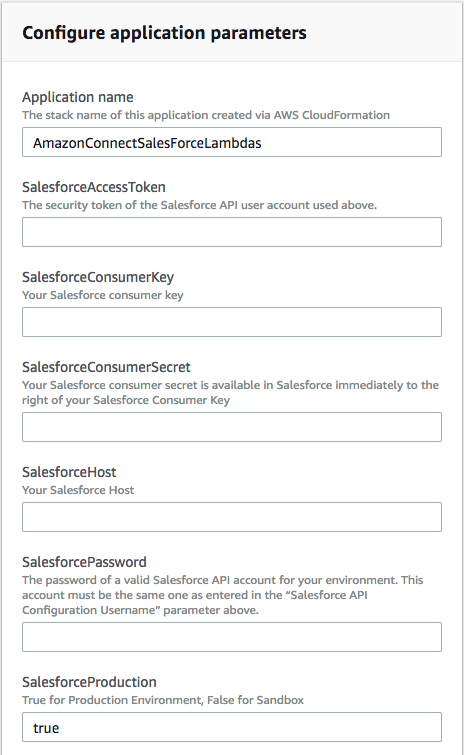 Configure application parameters
Application name
The stack name of this application created via AWS CloudFormation
AmazonConnectSalesForceLambdas
SalesforceAccessToken
The security token of the Salesforce API user account used above.
SalesforceConsumerKey
Your Salesforce consumer key
SalesforceConsumerSecret
Your Salesforce consumer secret is available in Salesforce immediately to the
right of your Salesforce Consumer Key
SalesforceHost
Your Salesforce Host
SalesforcePassword
The password of a valid Salesforce API account for your environment. This
account must be the same one as entered in the “Salesforce API
Configuration Username” parameter above.
SalesforceProduction
True for Production Environment, False for Sandbox
true